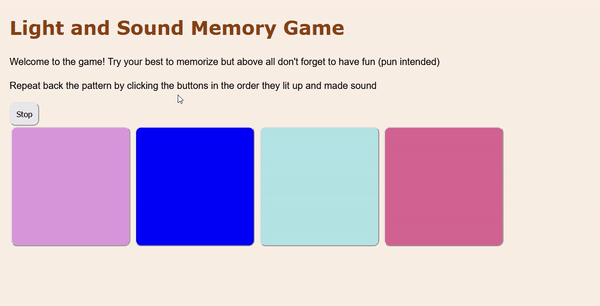 Light and Sound Memory Game
Welcome to the game! Try your best to memorize but above all don't forget to have fun (pun intended)
Repeat back the pattern by clicking the buttons in the order they lit up and made sound
Stop